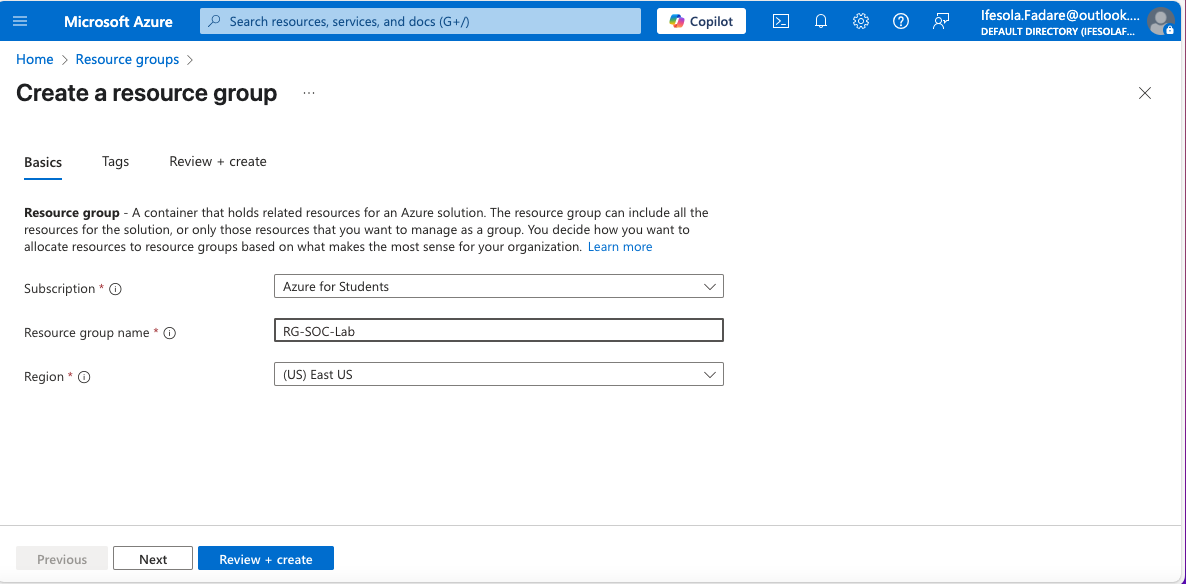 Microsoft Azure
Search resources, services, and docs (G+/)
Copilot
Ifesola.Fadare@outlook....
DEFAULT DIRECTORY (IFESOLAF...
Home > Resource groups >
Create a resource group ...
Basics Tags Review + create
Resource group - A container that holds related resources for an Azure solution. The resource group can include all the
resources for the solution, or only those resources that you want to manage as a group. You decide how you want to
allocate resources to resource groups based on what makes the most sense for your organization. Learn more
Subscription * Azure for Students
Resource group name * RG-SOC-Lab
Region * (US) East US
Previous Next Review + create